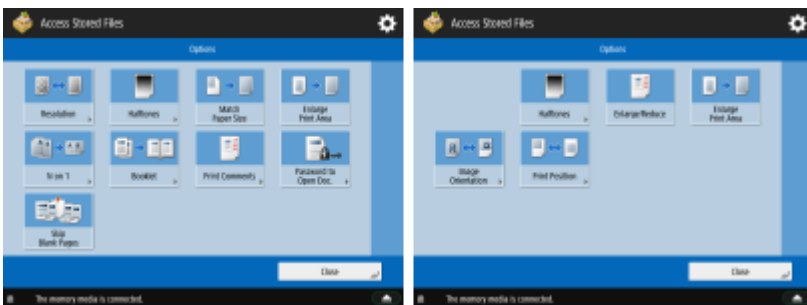 Access Stored Files
Options
Resolution
Halftones
Match
Paper Size
Enlarge
Print Area
N on 1
Booklet
Print Comments
Password to
Open Doc.
Skip
Blank Pages
Close
The memory media is connected.
Access Stored Files
Options
Halftones
Enlarge/Reduce
Enlarge
Print Area
Image
Orientation
Print Position
Close
The memory media is connected.